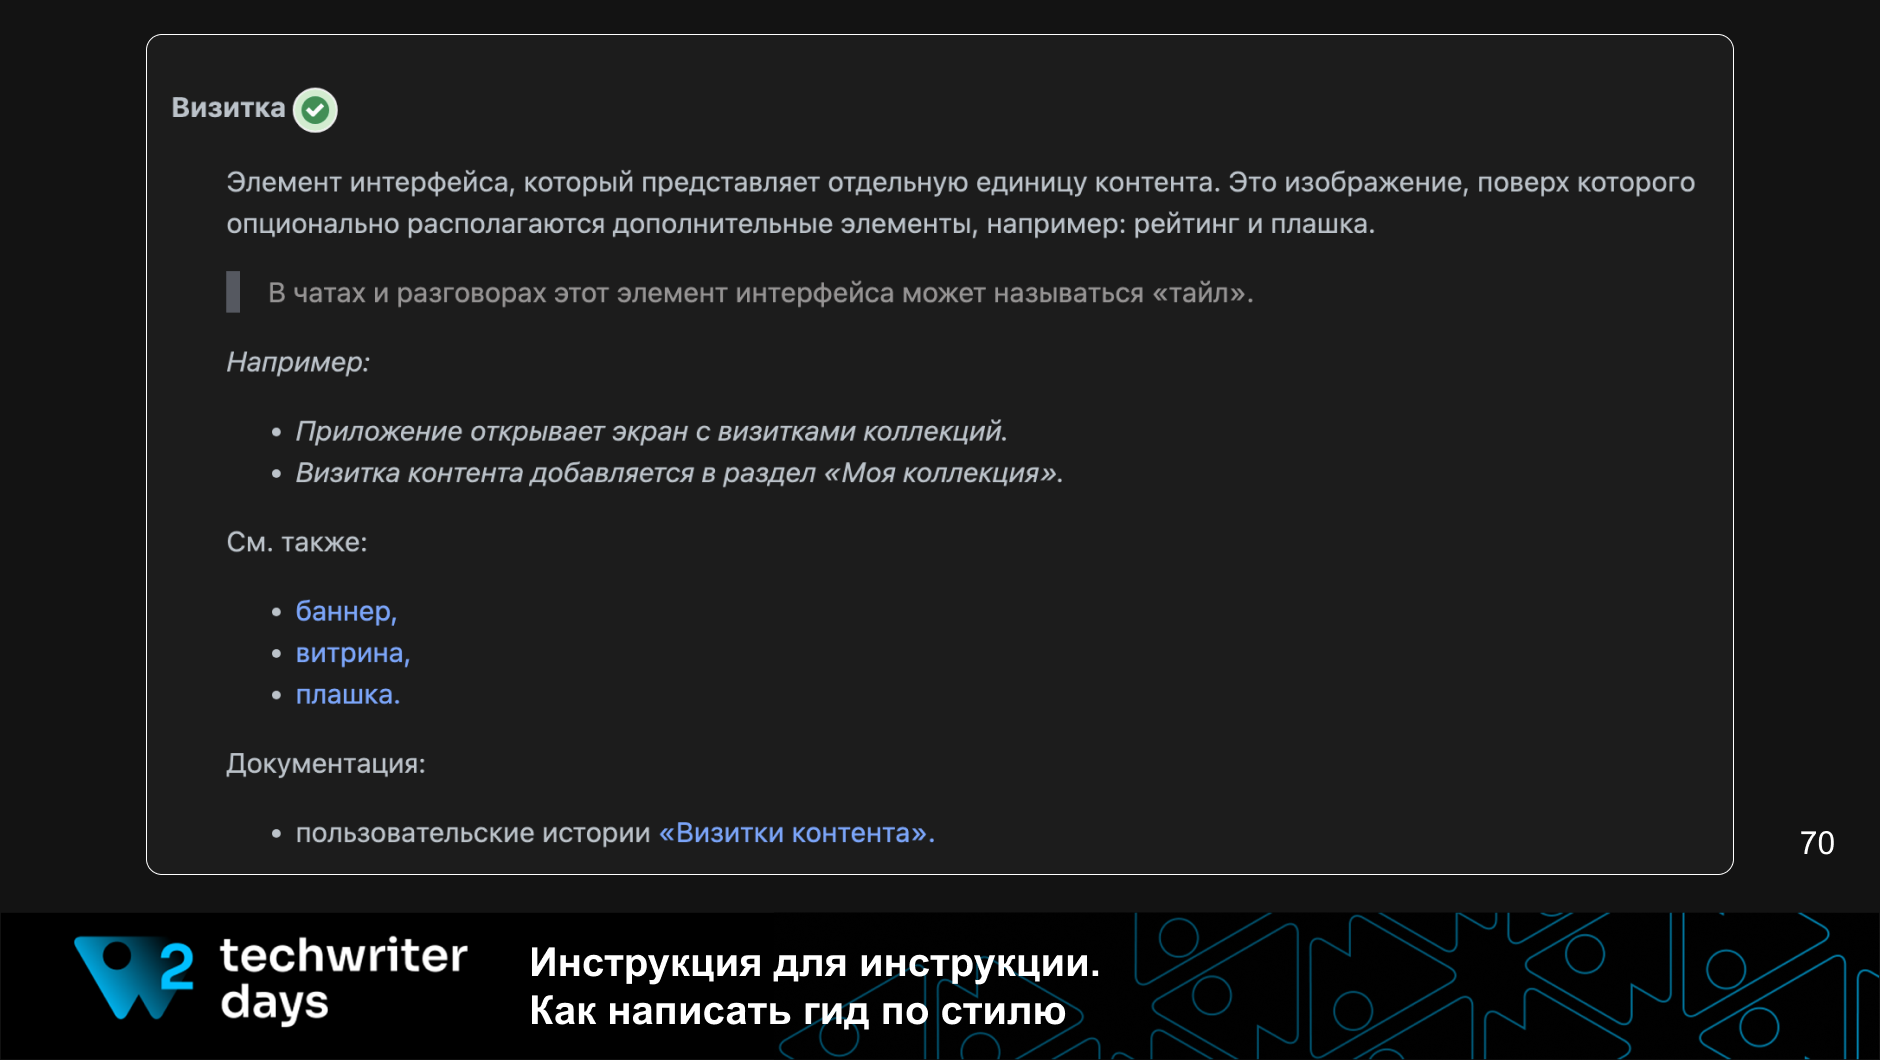 Визитка
Элемент интерфейса, который представляет отдельную единицу контента. Это изображение, поверх которого
опционально располагаются дополнительные элементы, например: рейтинг и плашка.
В чатах и разговорах этот элемент интерфейса может называться «тайл».
Например:
• Приложение открывает экран с визитками коллекций.
• Визитка контента добавляется в раздел «Моя коллекция».
См. также:
• баннер,
• витрина,
• плашка.
Документация:
• пользовательские истории «Визитки контента».
70
2
techwriter
days
Инструкция для инструкции.
Как написать гид по стилю